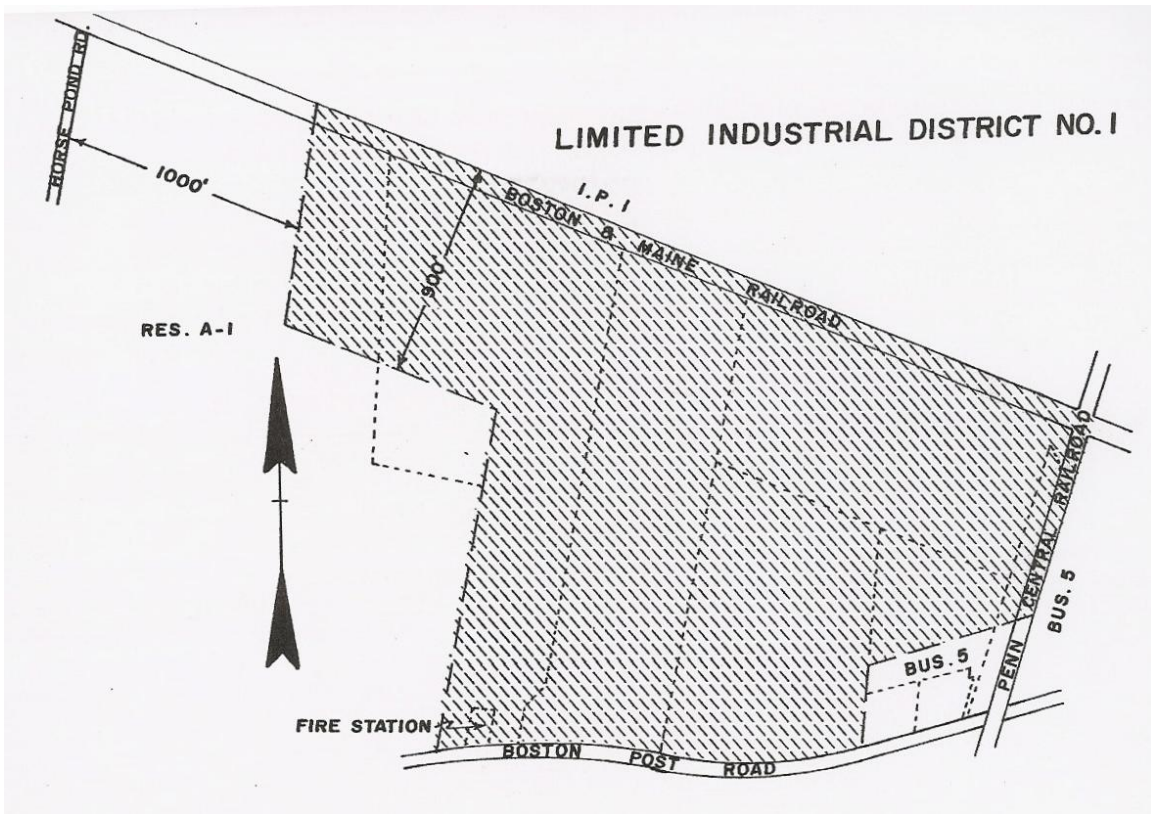 HORSE POND RD.
LIMITED INDUSTRIAL DISTRICT NO. 1
1000'
I.P. 1
BOSTON & MAINE RAILROAD
900'
RES. A-1
PENN CENTRAL RAILROAD
BUS. 5
BUS. 5
FIRE STATION
BOSTON POST ROAD